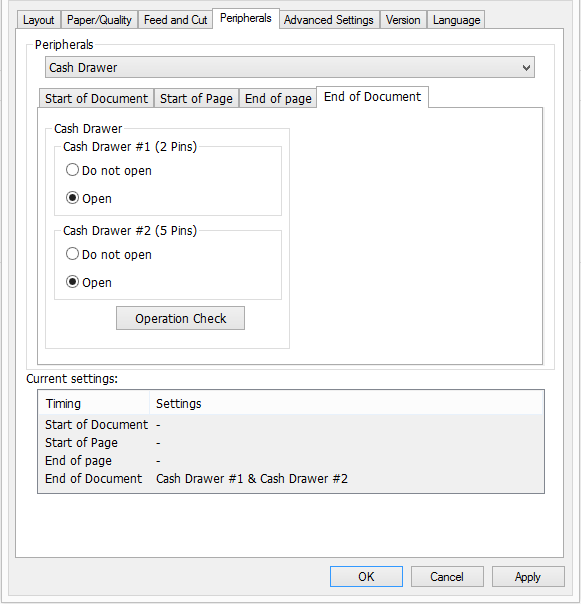 Layout Paper/Quality Feed and Cut Peripherals Advanced Settings Version Language
Peripherals
Cash Drawer
Start of Document Start of Page End of page End of Document
Cash Drawer
Cash Drawer #1 (2 Pins)
Do not open
Open
Cash Drawer #2 (5 Pins)
Do not open
Open
Operation Check
Current settings:
Timing Settings
Start of Document -
Start of Page -
End of page -
End of Document Cash Drawer #1 & Cash Drawer #2
OK Cancel Apply